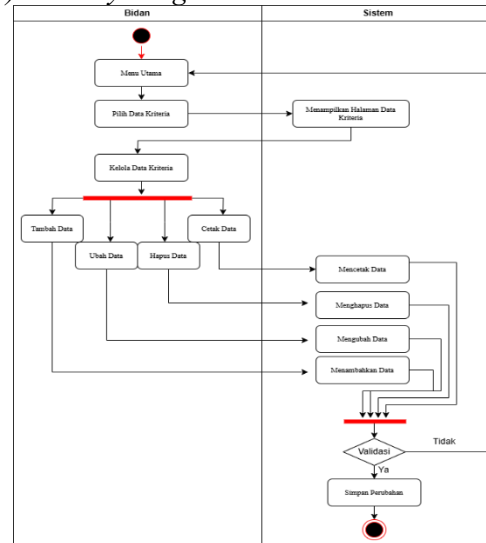 Bidan
Sistem
Menu Utama
Pilih Data Kriteria
Menampilkan Halaman Data
Kriteria
Kelola Data Kriteria
Tambah Data
Cetak Data
Ubah Data
Hapus Data
Mencetak Data
Menghapus Data
Mengubah Data
Menambahkan Data
Validasi
Tidak
Ya
Simpan Perubahan